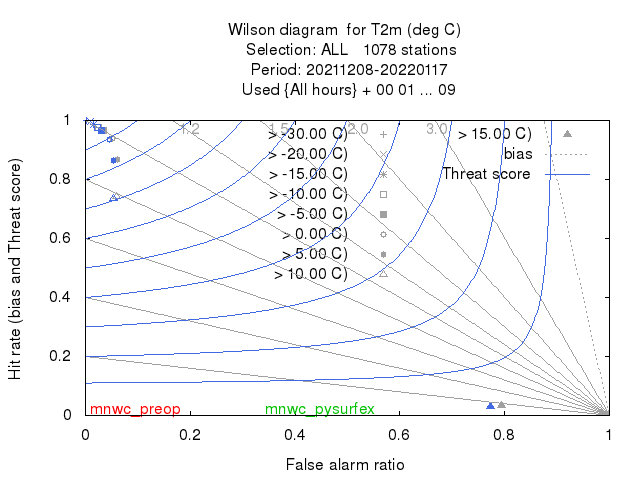 Wilson diagram  for T2m (deg C)
Selection: ALL   1078 stations
Period: 20211208-20220117
Used {All hours} + 00 01 ... 09
Hit rate (bias and Threat score)
1
0.8
0.6
0.4
0.2
0
0
0.2
0.4
0.6
0.8
1
False alarm ratio
1.2
1.5
2.0
3.0
> -30.00 C)
> -20.00 C)
> -15.00 C)
> -10.00 C)
> -5.00 C)
> 0.00 C)
> 5.00 C)
> 10.00 C)
> 15.00 C)
bias
Threat score
mnwc_preop
mnwc_pysurfex